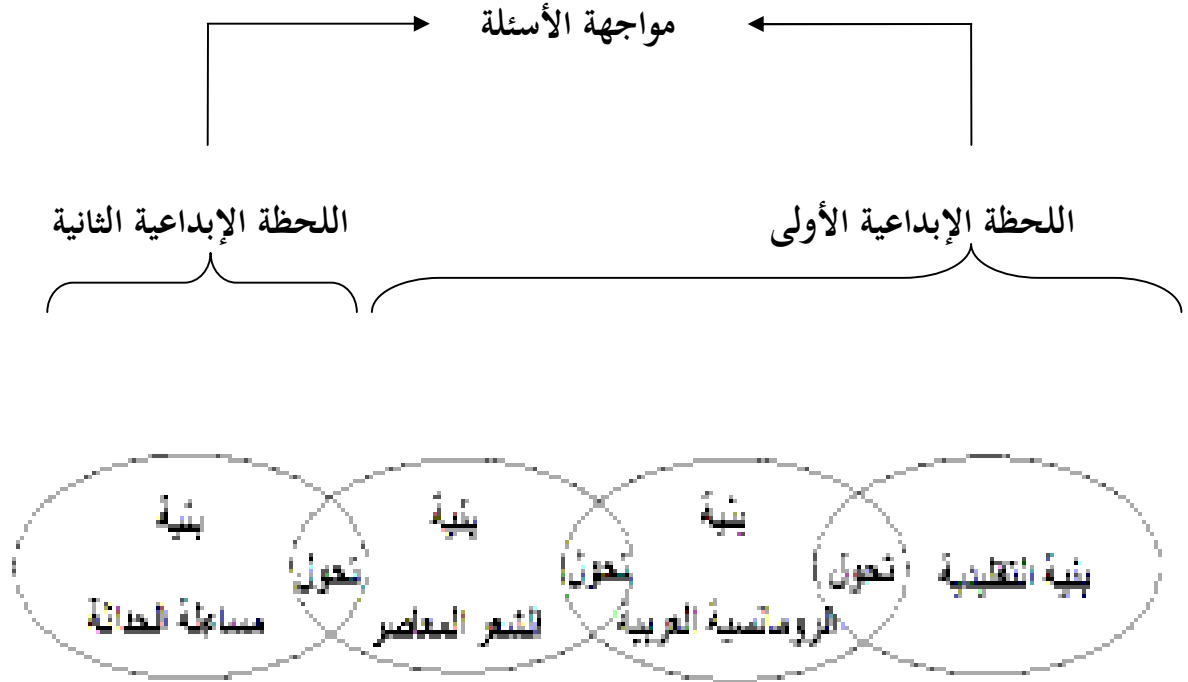 مواجهة الأسئلة
اللحظة الإبداعية الأولى
اللحظة الإبداعية الثانية
بنية التقليدية
تحول
بنية
الرومانسية العربية
تحول
بنية
الشعر المعاصر
تحول
بنية
مساءلة الحداثة